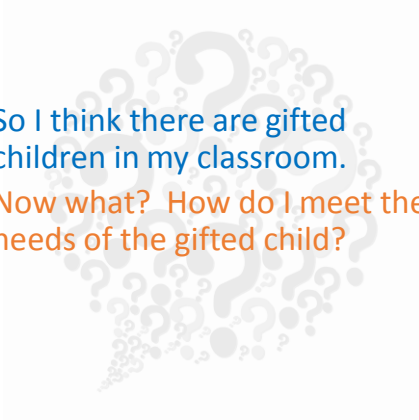 So I think there are gifted
children in my classroom.
Now what? How do I meet the
needs of the gifted child?